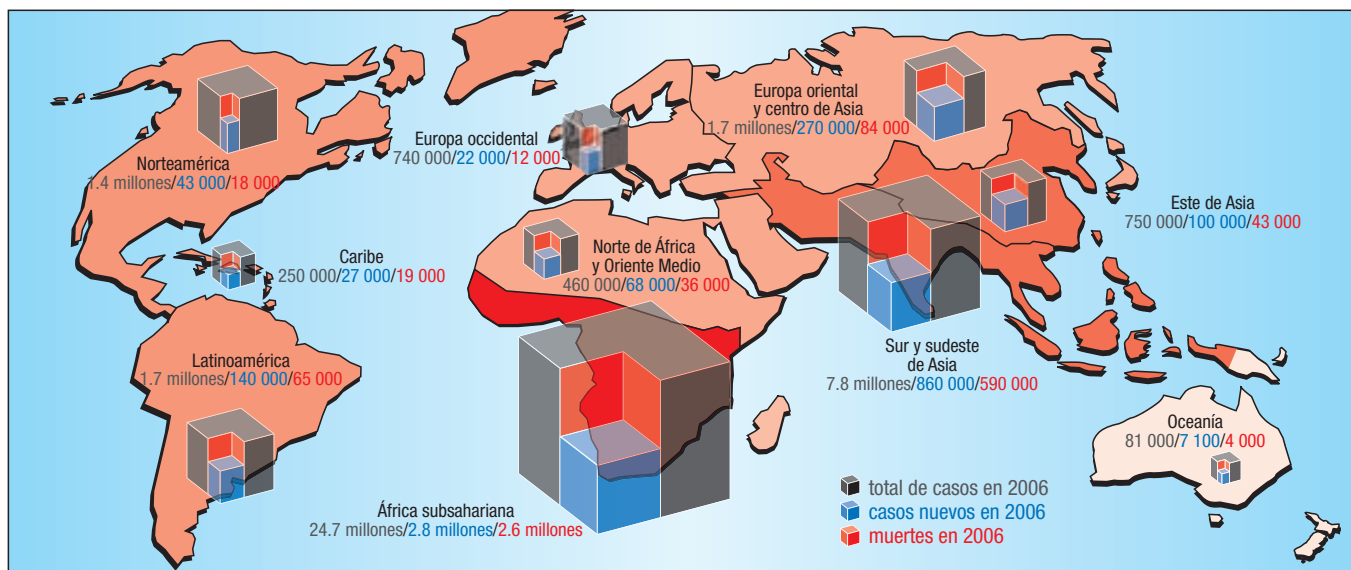 Norteamérica
1.4 millones/43 000/18 000
Europa occidental
740 000/22 000/12 000
Europa oriental
y centro de Asia
1.7 millones/270 000/84 000
Este de Asia
750 000/100 000/43 000
Caribe
250 000/27 000/19 000
Norte de África
y Oriente Medio
460 000/68 000/36 000
Latinoamérica
1.7 millones/140 000/65 000
Sur y sudeste
de Asia
7.8 millones/860 000/590 000
Oceanía
81 000/7 100/4 000
África subsahariana
24.7 millones/2.8 millones/2.6 millones
total de casos en 2006
casos nuevos en 2006
muertes en 2006